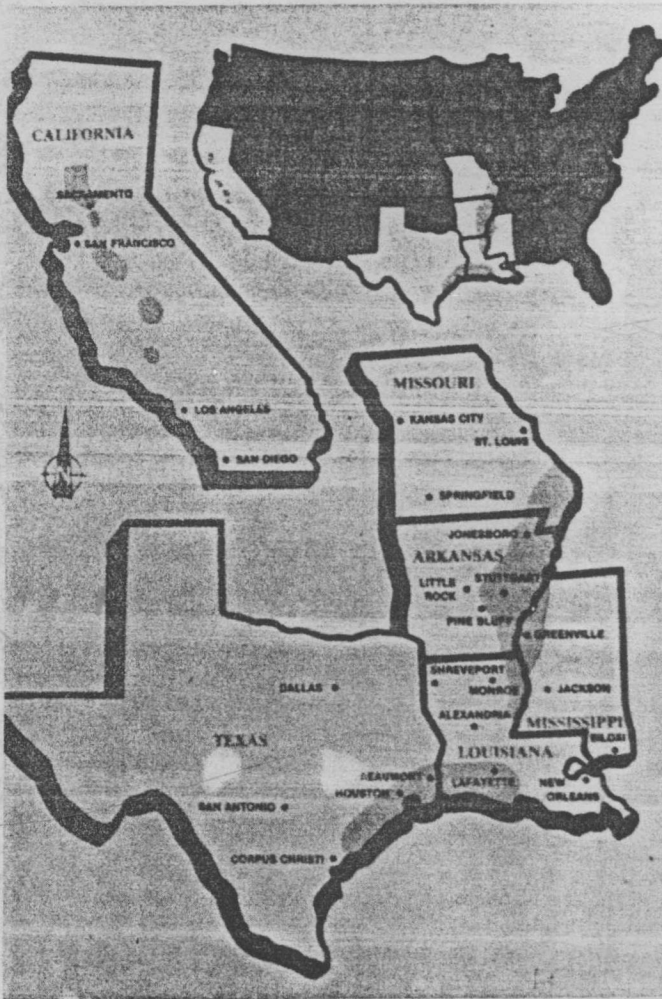 CALIFORNIA
SACRAMENTO
SAN FRANCISCO
LOS ANGELES
SAN DIEGO
MISSOURI
KANSAS CITY
ST. LOUIS
SPRINGFIELD
JONESBORO
ARKANSAS
LITTLE
ROCK
STUTTGART
PINE BLUFF
GREENVILLE
SHREVEPORT
MONROE
JACKSON
DALLAS
ALEXANDRIA
MISSISSIPPI
TEXAS
BILOXI
LOUISIANA
BEAUMONT
LAFAYETTE
NEW
ORLEANS
HOUSTON
SAN ANTONIO
CORPUS CHRISTI